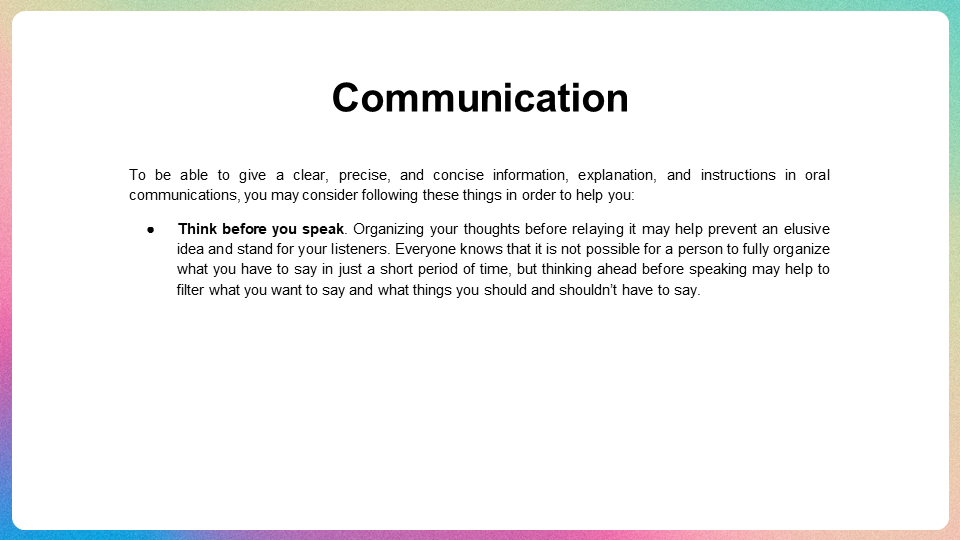 Communication
To be able to give a clear, precise, and concise information, explanation, and instructions in oral
communications, you may consider following these things in order to help you:
● Think before you speak. Organizing your thoughts before relaying it may help prevent an elusive
idea and stand for your listeners. Everyone knows that it is not possible for a person to fully organize
what you have to say in just a short period of time, but thinking ahead before speaking may help to
filter what you want to say and what things you should and shouldn’t have to say.